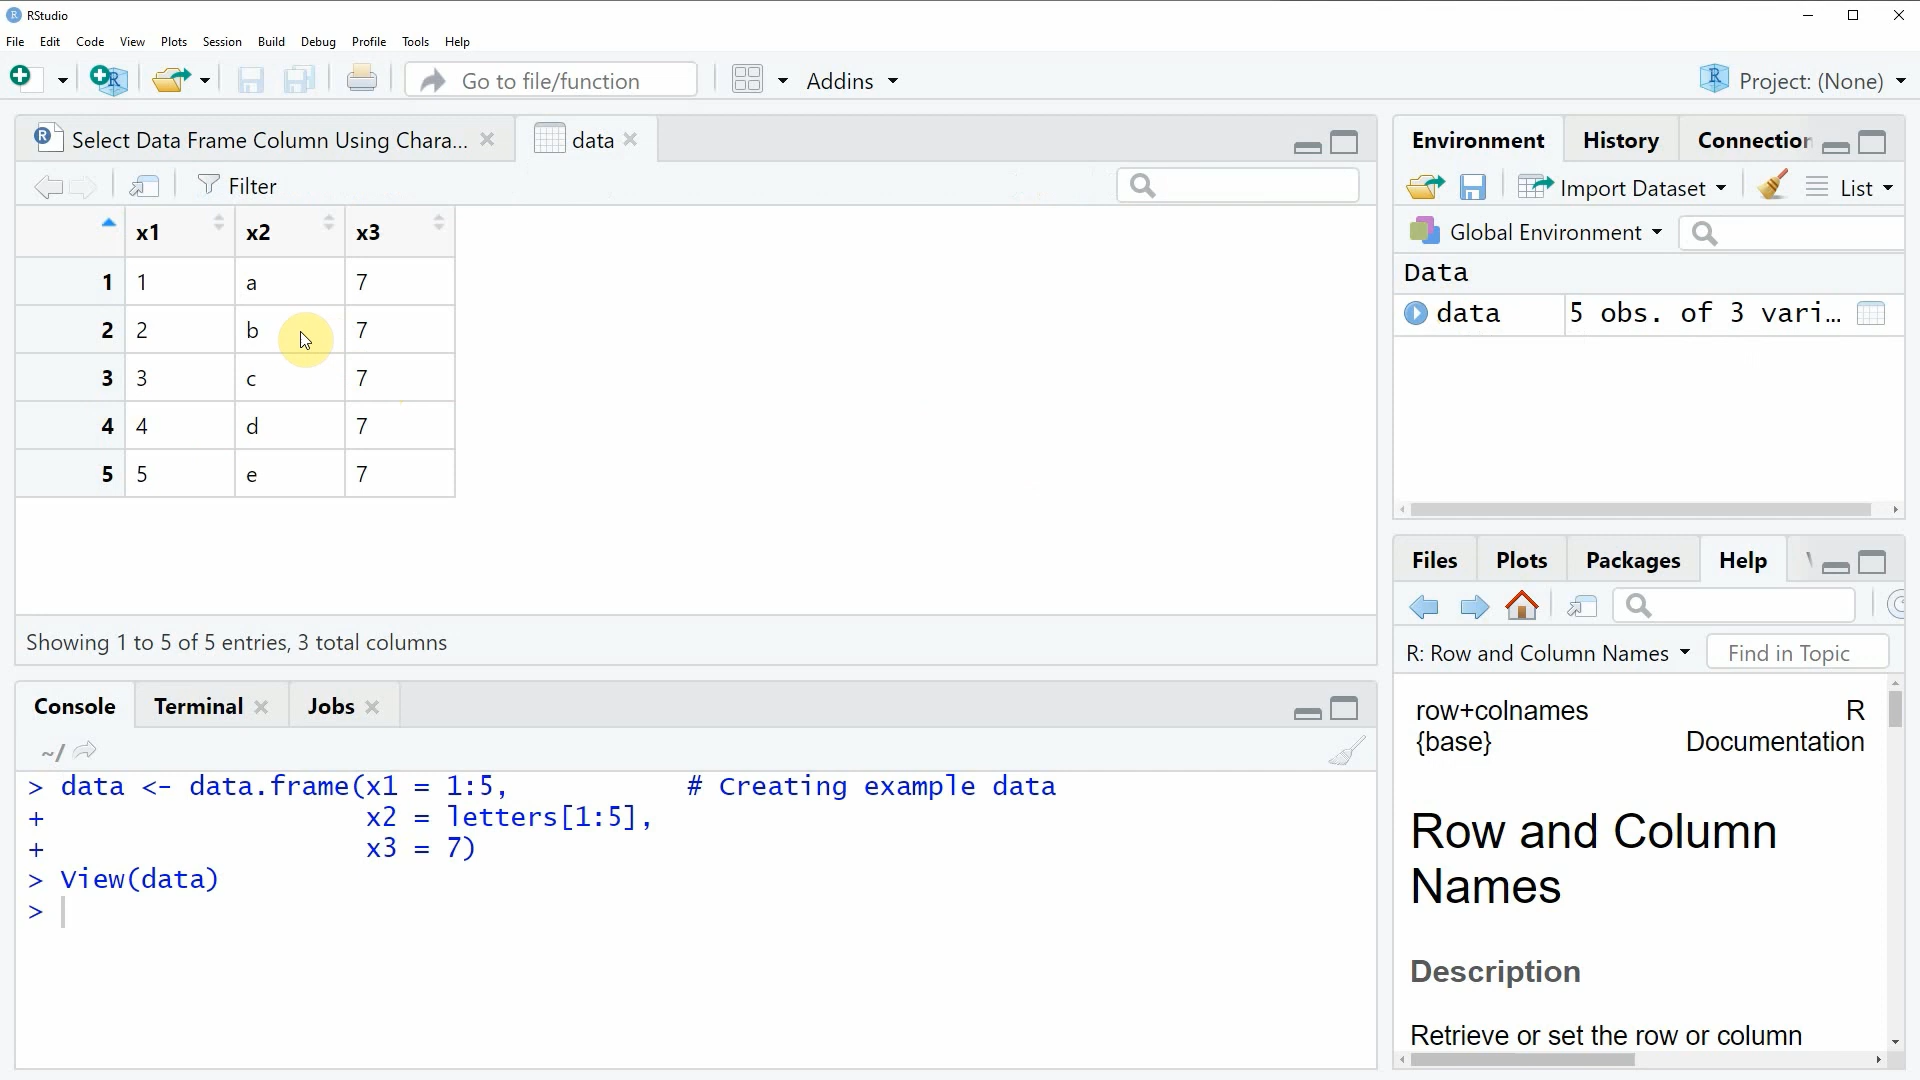 RStudio
File Edit Code View Plots Session Build Debug Profile Tools Help
Go to file/function Addins Project: (None)
Select Data Frame Column Using Chara... data
Filter
x1 x2 x3
1 1 a 7
2 2 b 7
3 3 c 7
4 4 d 7
5 5 e 7
Showing 1 to 5 of 5 entries, 3 total columns
Console Terminal Jobs
~/
> data <- data.frame(x1 = 1:5, # Creating example data
+ x2 = letters[1:5],
+ x3 = 7)
> View(data)
>
Environment History Connection
Import Dataset List
Global Environment
Data
data 5 obs. of 3 vari...
Files Plots Packages Help
R: Row and Column Names Find in Topic
row+colnames R
{base} Documentation
Row and Column
Names
Description
Retrieve or set the row or column